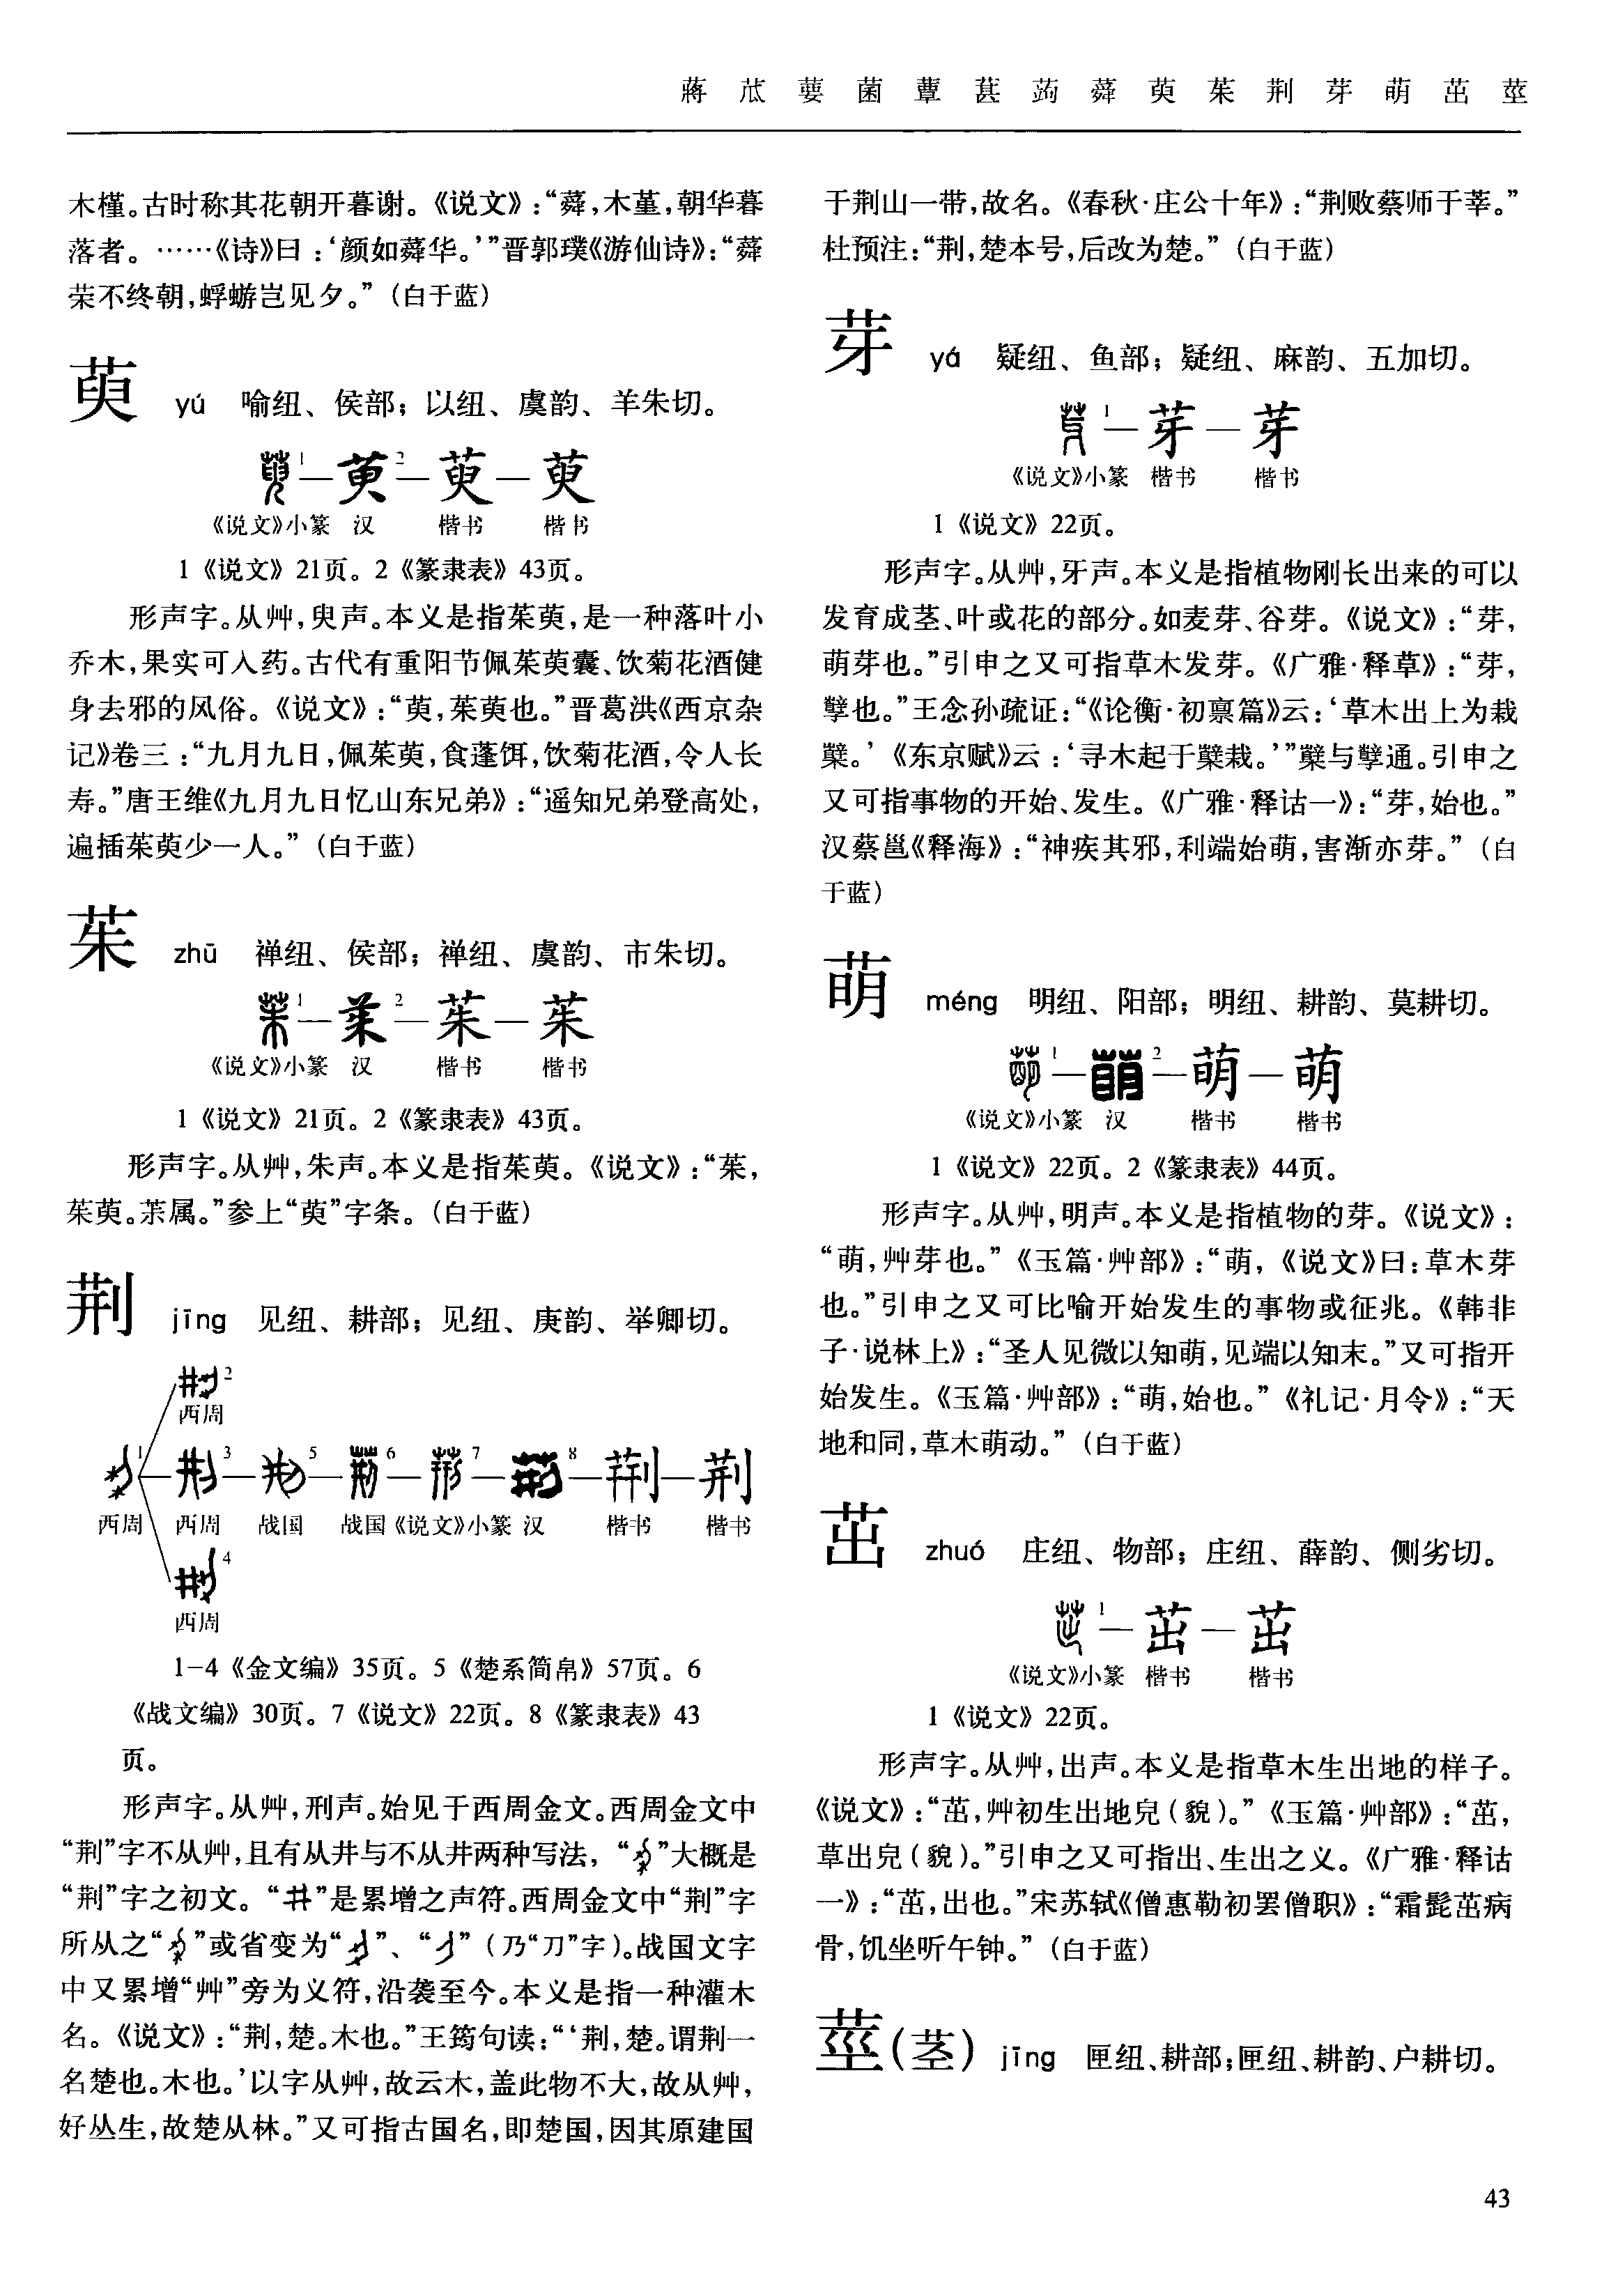 蔣 苽 蔞 菌 蕈 葚 蒟 蕣 萸 茱 荆 芽 萌 茁 莖
木槿。古时称其花朝开暮谢。《说文》:“蕣,木堇,朝华暮
落者。……《诗》曰:‘颜如蕣华。’”晋郭璞《游仙诗》:“蕣
荣不终朝,蜉蝣岂见夕。”(白于蓝)
萸 yú 喻纽、侯部;以纽、虞韵、羊朱切。
1—萸2—萸—萸
《说文》小篆 汉 楷书 楷书
1《说文》21页。2《篆隶表》43页。
形声字。从艸,臾声。本义是指茱萸,是一种落叶小
乔木,果实可入药。古代有重阳节佩茱萸囊、饮菊花酒健
身去邪的风俗。《说文》:“萸,茱萸也。”晋葛洪《西京杂
记》卷三:“九月九日,佩茱萸,食蓬饵,饮菊花酒,令人长
寿。”唐王维《九月九日忆山东兄弟》:“遥知兄弟登高处,
遍插茱萸少一人。”(白于蓝)
茱 zhū 禅纽、侯部;禅纽、虞韵、市朱切。
1—茱2—茱—茱
《说文》小篆 汉 楷书 楷书
1《说文》21页。2《篆隶表》43页。
形声字。从艸,朱声。本义是指茱萸。《说文》:“茱,
茱萸。茮属。”参上“萸”字条。(白于蓝)
荆 jīng 见纽、耕部;见纽、庚韵、举卿切。
2
西周
1—3—5—6—7—8—荆—荆
西周 西周 战国 战国《说文》小篆 汉 楷书 楷书
4
西周
1-4《金文编》35页。5《楚系简帛》57页。6
《战文编》30页。7《说文》22页。8《篆隶表》43
页。
形声字。从艸,刑声。始见于西周金文。西周金文中
“荆”字不从艸,且有从井与不从井两种写法,“”大概是
“荆”字之初文。“井”是累增之声符。西周金文中“荆”字
所从之“”或省变为“”、“”(乃“刀”字)。战国文字
中又累增“艸”旁为义符,沿袭至今。本义是指一种灌木
名。《说文》:“荆,楚。木也。”王筠句读:“‘荆,楚。谓荆一
名楚也。木也。’以字从艸,故云木,盖此物不大,故从艸,
好丛生,故楚从林。”又可指古国名,即楚国,因其原建国
于荆山一带,故名。《春秋·庄公十年》:“荆败蔡师于莘。”
杜预注:“荆,楚本号,后改为楚。”(白于蓝)
芽 yá 疑纽、鱼部;疑纽、麻韵、五加切。
1—芽—芽
《说文》小篆 楷书 楷书
1《说文》22页。
形声字。从艸,牙声。本义是指植物刚长出来的可以
发育成茎、叶或花的部分。如麦芽、谷芽。《说文》:“芽,
萌芽也。”引申之又可指草木发芽。《广雅·释草》:“芽,
孽也。”王念孙疏证:“《论衡·初禀篇》云:‘草木出土为栽
糵。’《东京赋》云:‘寻木起于糵栽。’”糵与孽通。引申之
又可指事物的开始、发生。《广雅·释诂一》:“芽,始也。”
汉蔡邕《释海》:“神疾其邪,利端始萌,害渐亦芽。”(白
于蓝)
萌 méng 明纽、阳部;明纽、耕韵、莫耕切。
1—萌2—萌—萌
《说文》小篆 汉 楷书 楷书
1《说文》22页。2《篆隶表》44页。
形声字。从艸,明声。本义是指植物的芽。《说文》:
“萌,艸芽也。”《玉篇·艸部》:“萌,《说文》曰:草木芽
也。”引申之又可比喻开始发生的事物或征兆。《韩非
子·说林上》:“圣人见微以知萌,见端以知末。”又可指开
始发生。《玉篇·艸部》:“萌,始也。”《礼记·月令》:“天
地和同,草木萌动。”(白于蓝)
茁 zhuó 庄纽、物部;庄纽、薛韵、侧劣切。
1—茁—茁
《说文》小篆 楷书 楷书
1《说文》22页。
形声字。从艸,出声。本义是指草木生出地的样子。
《说文》:“茁,艸初生出地皃(貌)。”《玉篇·艸部》:“茁,
草出皃(貌)。”引申之又可指出、生出之义。《广雅·释诂
一》:“茁,出也。”宋苏轼《僧惠勒初罢僧职》:“霜髭茁病
骨,饥坐听午钟。”(白于蓝)
莖(茎) jīng 匣纽、耕部;匣纽、耕韵、户耕切。
43